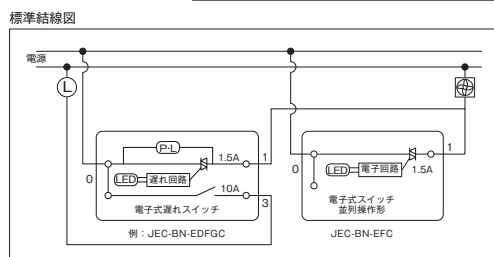 標準結線図
電源
L
P·L
1.5A
1
0
LED
遅れ回路
10A
3
電子式遅れスイッチ
例：JEC-BN-EDFGC
0
LED
電子回路
1.5A
1
電子式スイッチ
並列操作形
JEC-BN-EFC